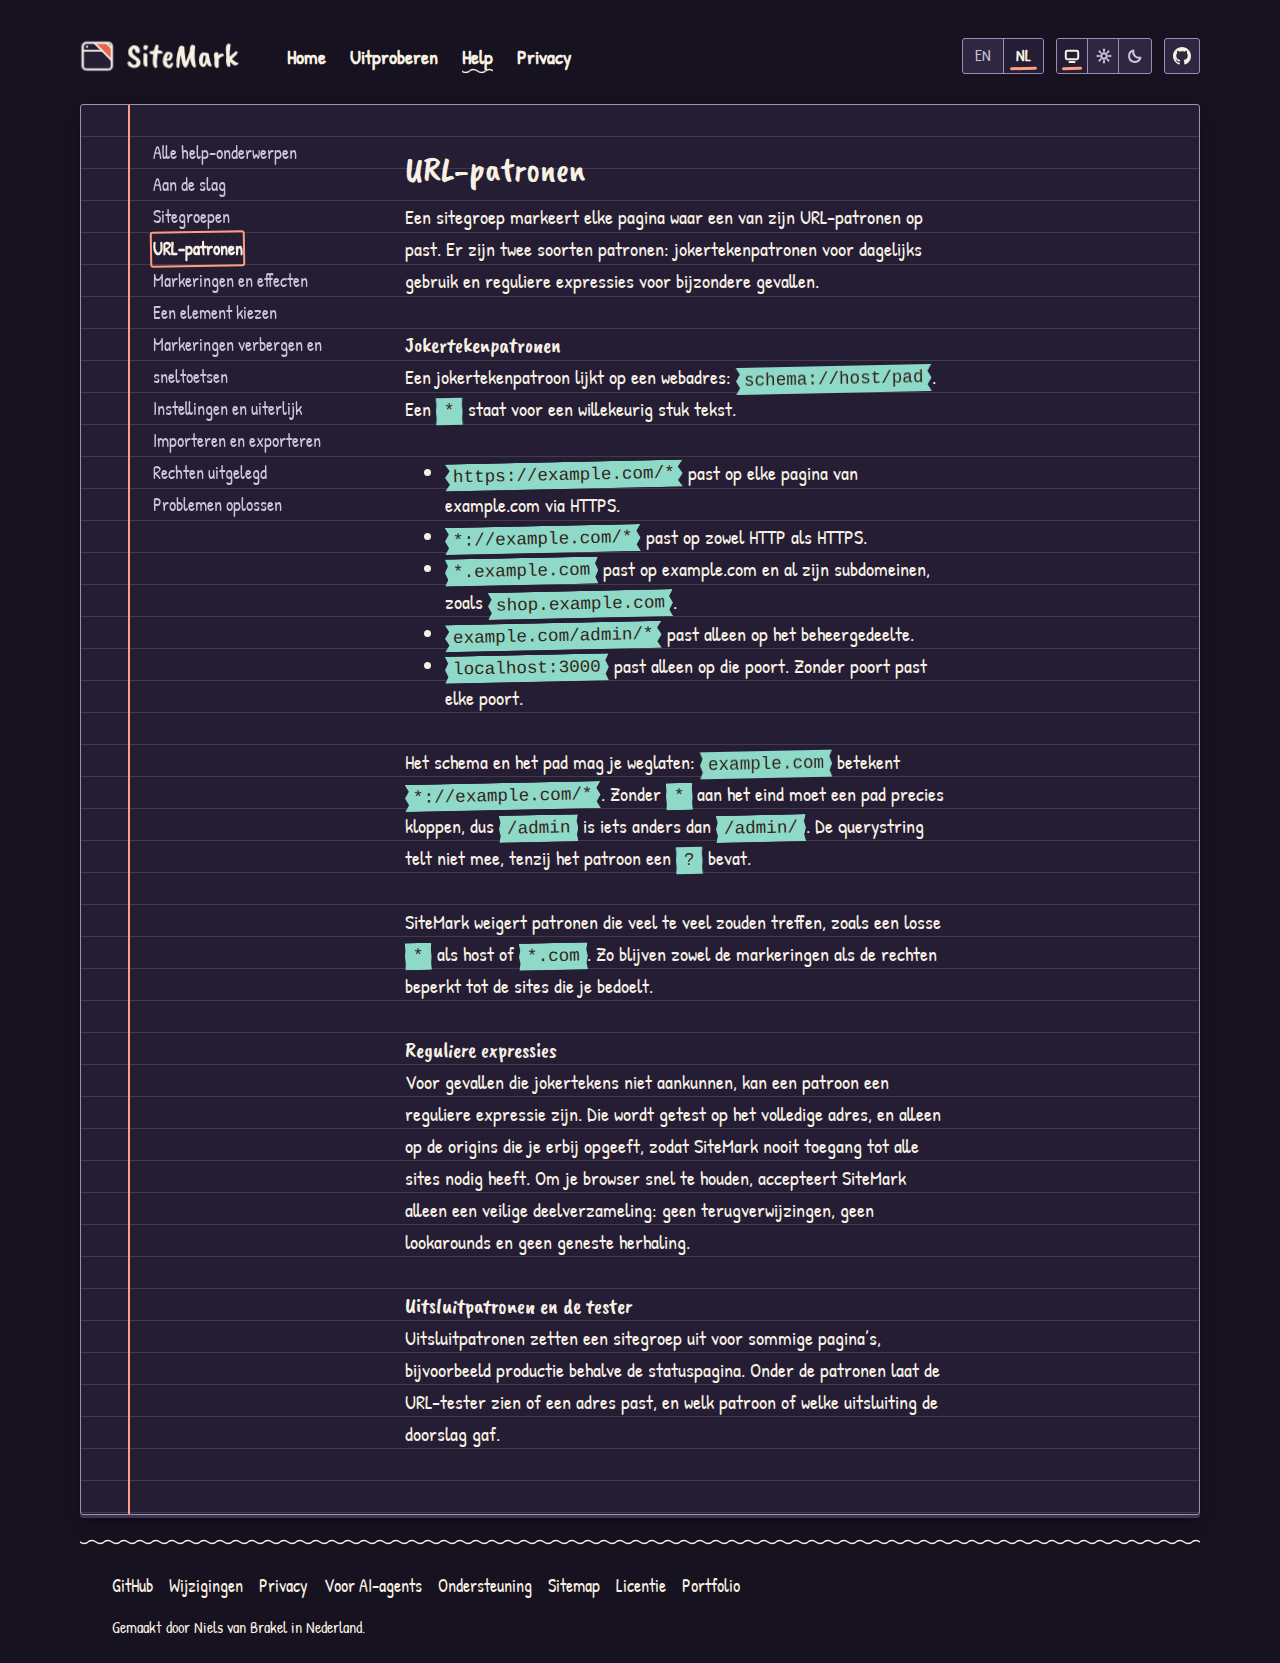 SiteMark
Home Uitproberen Help Privacy
EN NL
Alle help-onderwerpen
Aan de slag
Sitegroepen
URL-patronen
Markeringen en effecten
Een element kiezen
Markeringen verbergen en
sneltoetsen
Instellingen en uiterlijk
Importeren en exporteren
Rechten uitgelegd
Problemen oplossen
URL-patronen
Een sitegroep markeert elke pagina waar een van zijn URL-patronen op
past. Er zijn twee soorten patronen: jokertekenpatronen voor dagelijks
gebruik en reguliere expressies voor bijzondere gevallen.
Jokertekenpatronen
Een jokertekenpatroon lijkt op een webadres: schema://host/pad.
Een * staat voor een willekeurig stuk tekst.
• https://example.com/* past op elke pagina van
example.com via HTTPS.
• *://example.com/* past op zowel HTTP als HTTPS.
• *.example.com past op example.com en al zijn subdomeinen,
zoals shop.example.com.
• example.com/admin/* past alleen op het beheergedeelte.
• localhost:3000 past alleen op die poort. Zonder poort past
elke poort.
Het schema en het pad mag je weglaten: example.com betekent
*://example.com/*. Zonder * aan het eind moet een pad precies
kloppen, dus /admin is iets anders dan /admin/. De querystring
telt niet mee, tenzij het patroon een ? bevat.
SiteMark weigert patronen die veel te veel zouden treffen, zoals een losse
* als host of *.com. Zo blijven zowel de markeringen als de rechten
beperkt tot de sites die je bedoelt.
Reguliere expressies
Voor gevallen die jokertekens niet aankunnen, kan een patroon een
reguliere expressie zijn. Die wordt getest op het volledige adres, en alleen
op de origins die je erbij opgeeft, zodat SiteMark nooit toegang tot alle
sites nodig heeft. Om je browser snel te houden, accepteert SiteMark
alleen een veilige deelverzameling: geen terugverwijzingen, geen
lookarounds en geen geneste herhaling.
Uitsluitpatronen en de tester
Uitsluitpatronen zetten een sitegroep uit voor sommige pagina's,
bijvoorbeeld productie behalve de statuspagina. Onder de patronen laat de
URL-tester zien of een adres past, en welk patroon of welke uitsluiting de
doorslag gaf.
GitHub Wijzigingen Privacy Voor AI-agents Ondersteuning Sitemap Licentie Portfolio
Gemaakt door Niels van Brakel in Nederland.